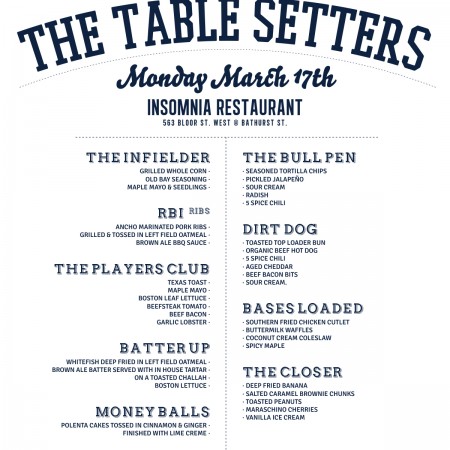 THE TABLE SETTERS
Monday March 17th
INSOMNIA RESTAURANT
563 BLOOR ST. WEST @ BATHURST ST.
THE INFIELDER
GRILLED WHOLE CORN -
OLD BAY SEASONING -
MAPLE MAYO & SEEDLINGS -
RBI RIBS
ANCHO MARINATED PORK RIBS -
GRILLED & TOSSED IN LEFT FIELD OATMEAL -
BROWN ALE BBQ SAUCE -
THE PLAYERS CLUB
TEXAS TOAST -
MAPLE MAYO -
BOSTON LEAF LETTUCE -
BEEFSTEAK TOMATO -
BEEF BACON -
GARLIC LOBSTER -
BATTER UP
WHITEFISH DEEP FRIED IN LEFT FIELD OATMEAL -
BROWN ALE BATTER SERVED WITH IN HOUSE TARTAR -
ON A TOASTED CHALLAH -
BOSTON LETTUCE -
MONEY BALLS
POLENTA CAKES TOSSED IN CINNAMON & GINGER -
FINISHED WITH LIME CREME -
THE BULL PEN
- SEASONED TORTILLA CHIPS
- PICKLED JALAPEÑO
- SOUR CREAM
- RADISH
- 5 SPICE CHILI
DIRT DOG
- TOASTED TOP LOADER BUN
- ORGANIC BEEF HOT DOG
- 5 SPICE CHILI
- AGED CHEDDAR
- BEEF BACON BITS
- SOUR CREAM.
BASES LOADED
- SOUTHERN FRIED CHICKEN CUTLET
- BUTTERMILK WAFFLES
- COCONUT CREAM COLESLAW
- SPICY MAPLE
THE CLOSER
- DEEP FRIED BANANA
- SALTED CARAMEL BROWNIE CHUNKS
- TOASTED PEANUTS
- MARASCHINO CHERRIES
- VANILLA ICE CREAM